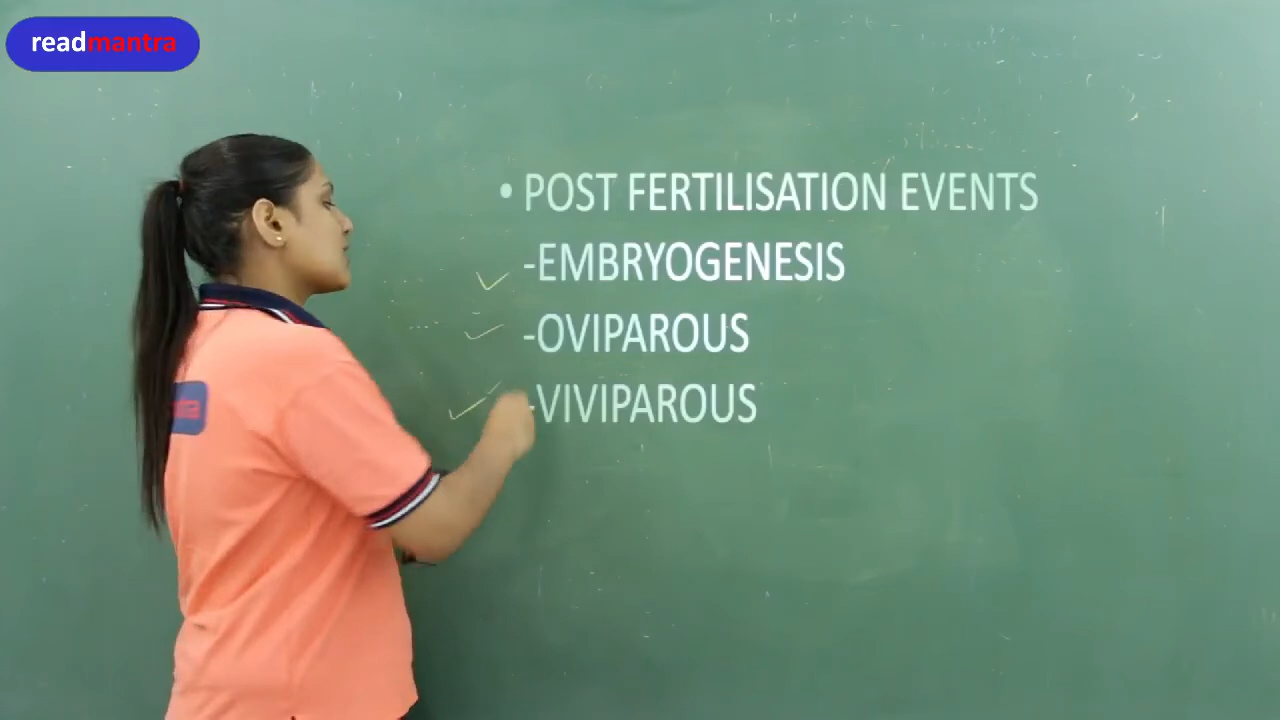 readmantra
• POST FERTILISATION EVENTS
-EMBRYOGENESIS
-OVIPAROUS
-VIVIPAROUS